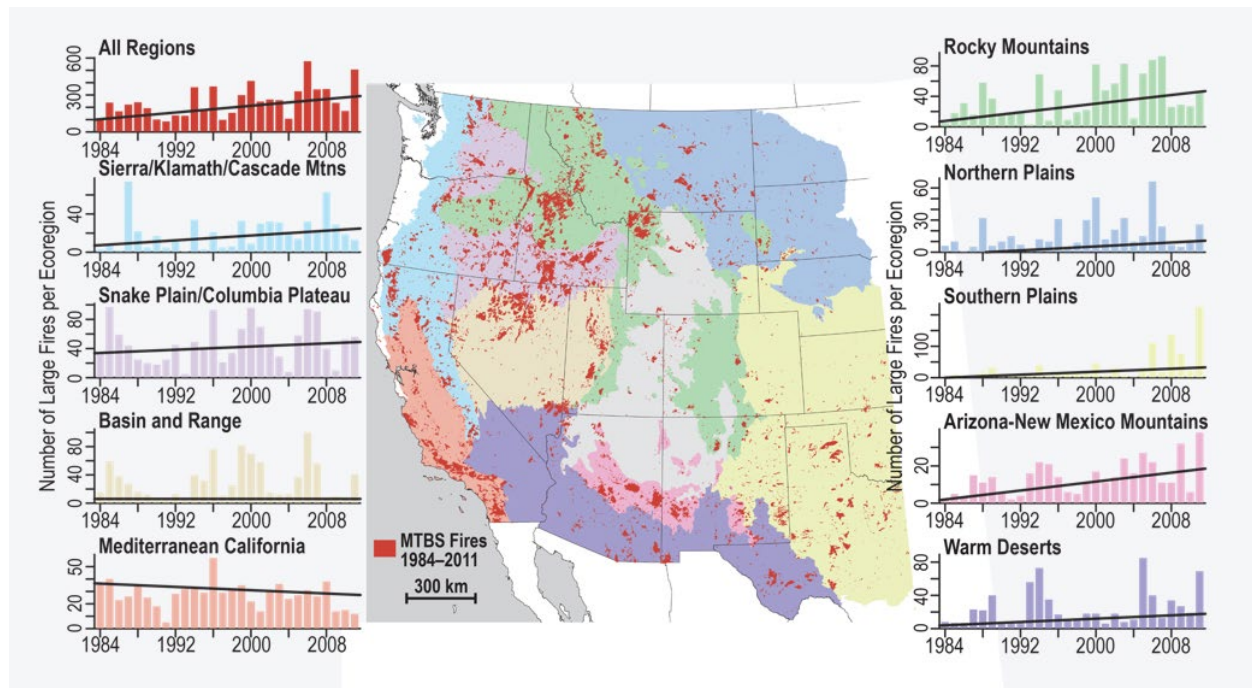 Number of Large Fires per Ecoregion
All Regions
600
300
0
1984 1992 2000 2008
Sierra/Klamath/Cascade Mtns
40
0
1984 1992 2000 2008
Snake Plain/Columbia Plateau
80
40
0
1984 1992 2000 2008
Basin and Range
80
40
0
1984 1992 2000 2008
Mediterranean California
50
20
0
1984 1992 2000 2008
MTBS Fires
1984–2011
300 km
Number of Large Fires per Ecoregion
Rocky Mountains
80
40
0
1984 1992 2000 2008
Northern Plains
60
30
0
1984 1992 2000 2008
Southern Plains
100
0
1984 1992 2000 2008
Arizona-New Mexico Mountains
20
0
1984 1992 2000 2008
Warm Deserts
80
40
0
1984 1992 2000 2008